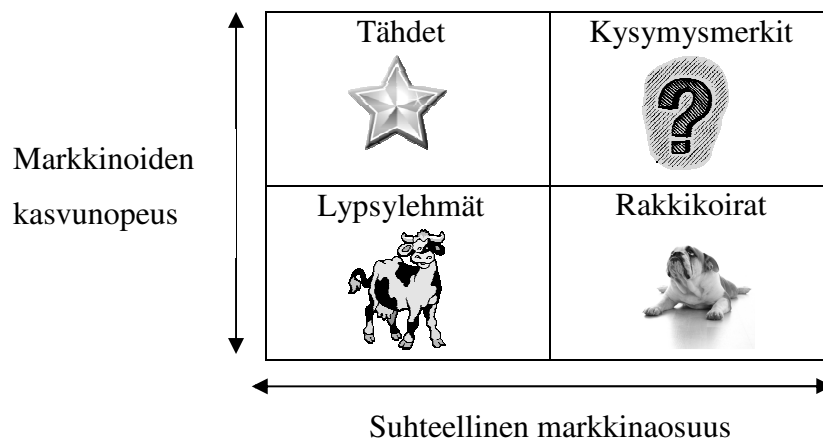 Tähdet
Kysymysmerkit
Markkinoiden
kasvunopeus
Lypsylehmät
Rakkikoirat
Suhteellinen markkinaosuus